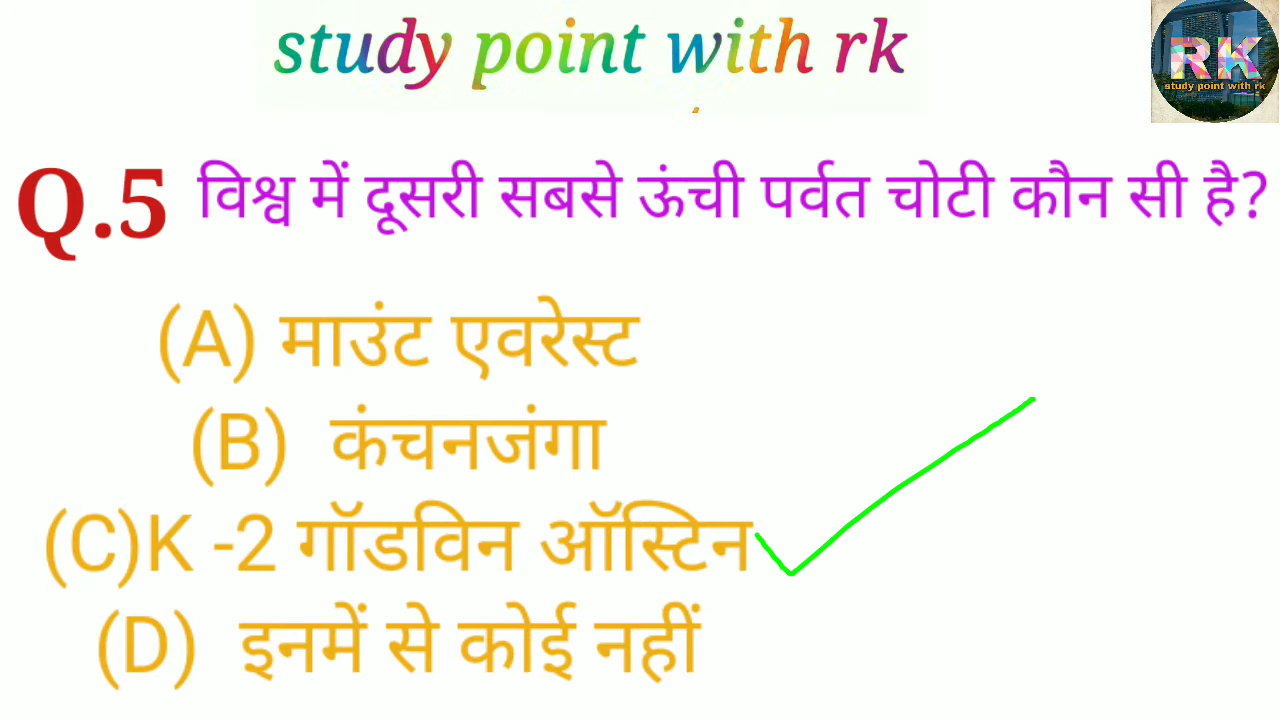 study point with rk
RK
study point with rk
Q.5 विश्व में दूसरी सबसे ऊंची पर्वत चोटी कौन सी है?
(A) माउंट एवरेस्ट
(B) कंचनजंगा
(C)K -2 गॉडविन ऑस्टिन
(D) इनमें से कोई नहीं